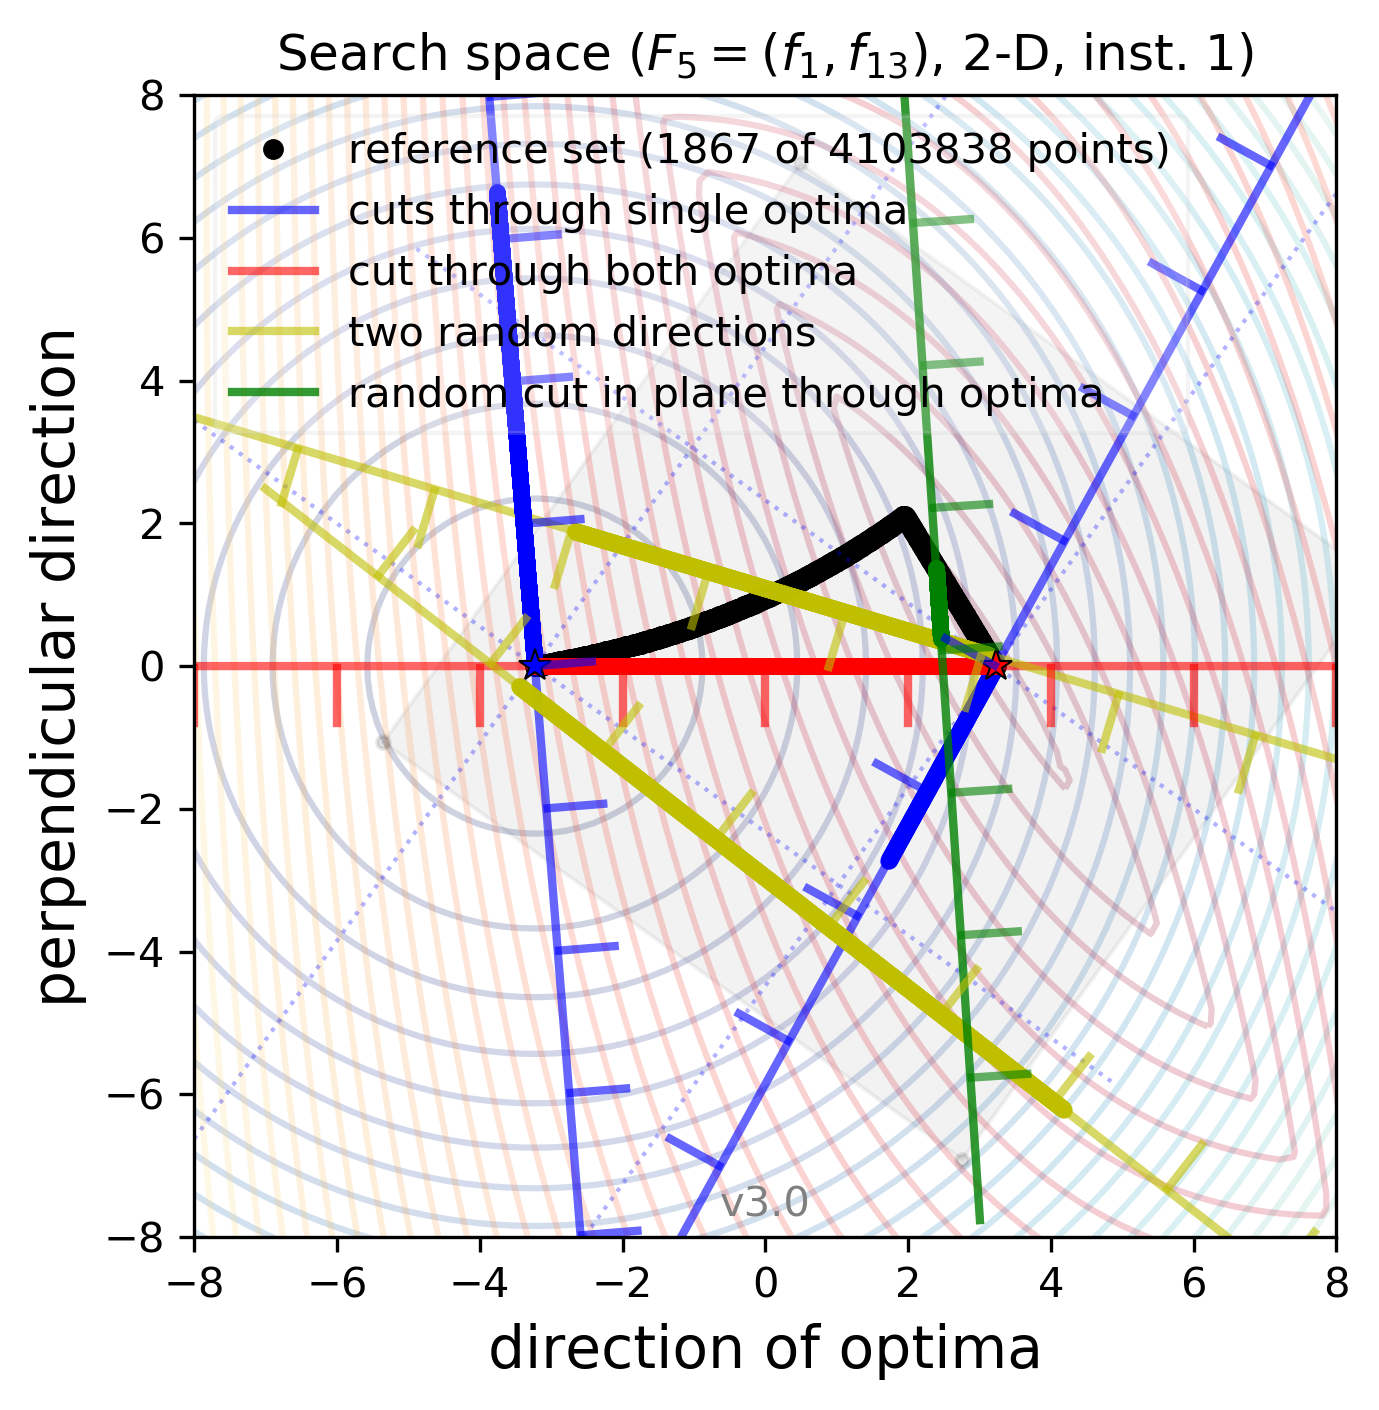 Search space (F₅ = (f₁, f₁₃), 2-D, inst. 1)
reference set (1867 of 4103838 points)
cuts through single optima
cut through both optima
two random directions
random cut in plane through optima
perpendicular direction
8
6
4
2
0
−2
−4
−6
−8
v3.0
−8 −6 −4 −2 0 2 4 6 8
direction of optima